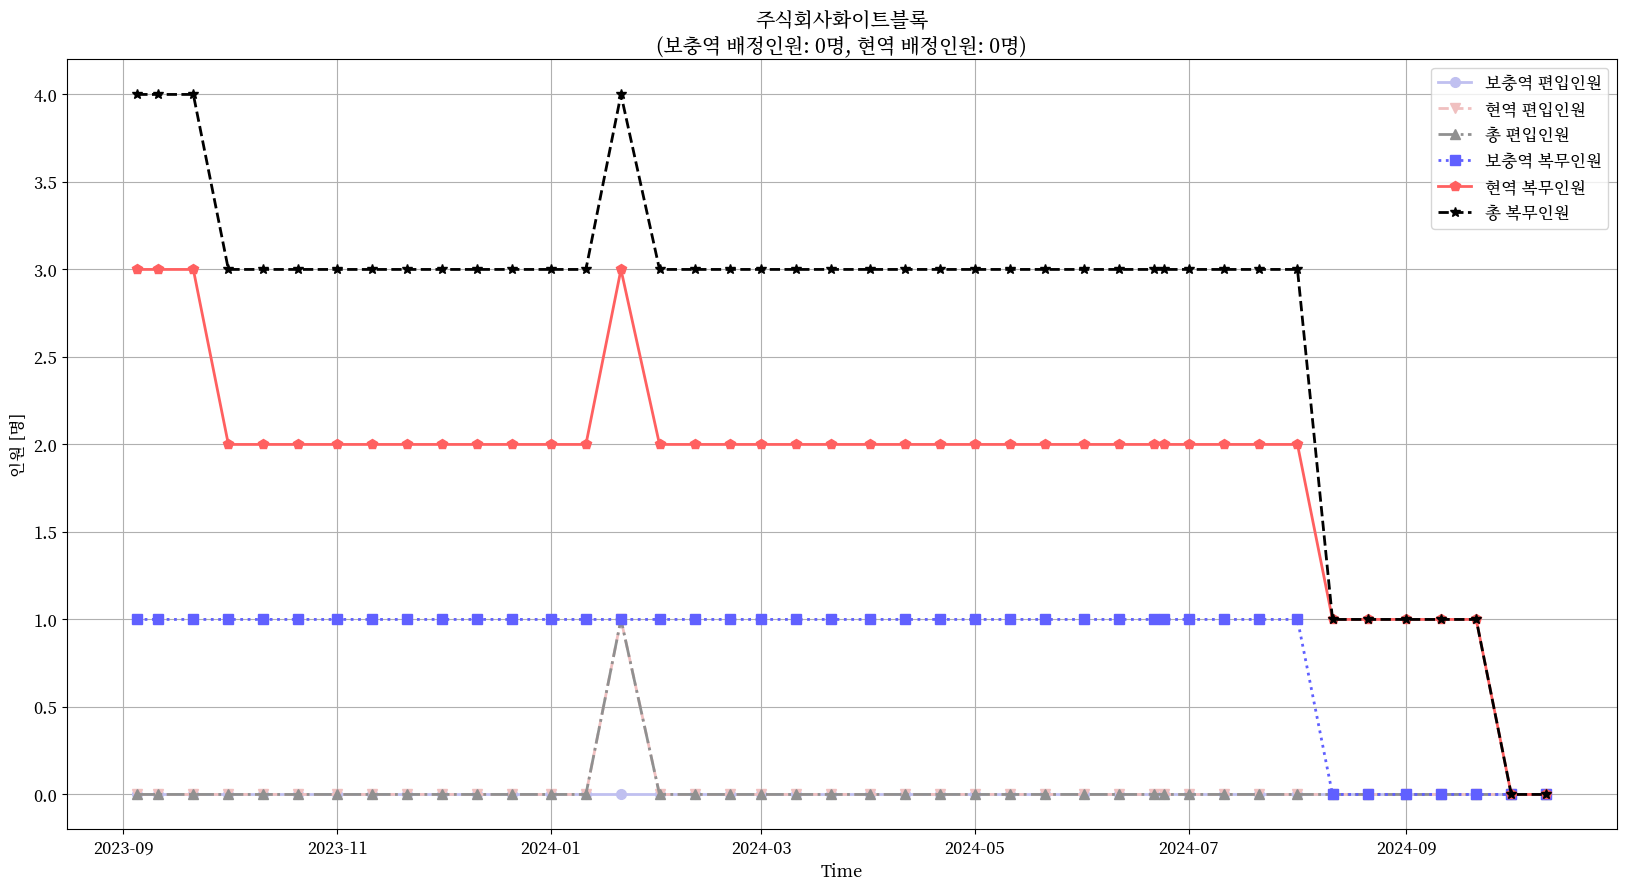 주식회사화이트블록
(보충역 배정인원: 0명, 현역 배정인원: 0명)
보충역 편입인원
현역 편입인원
총 편입인원
보충역 복무인원
현역 복무인원
총 복무인원
인원 [명]
4.0
3.5
3.0
2.5
2.0
1.5
1.0
0.5
0.0
2023-09
2023-11
2024-01
2024-03
2024-05
2024-07
2024-09
Time